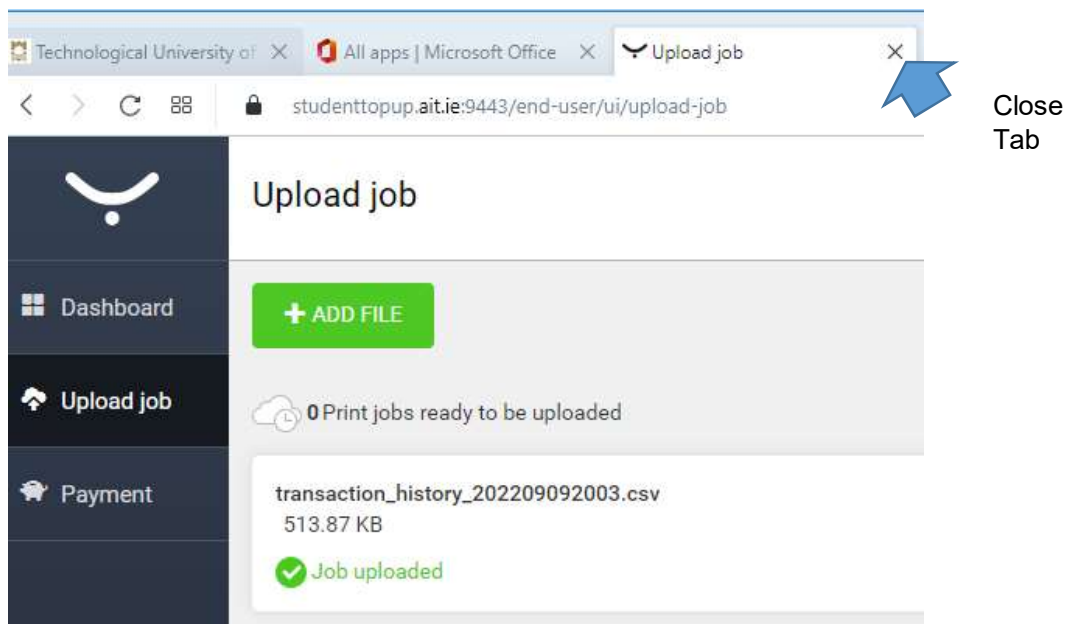 Technological University of
All apps | Microsoft Office
Upload job
studenttopup.ait.ie:9443/end-user/ui/upload-job
Close
Tab
Upload job
Dashboard
+ ADD FILE
Upload job
0 Print jobs ready to be uploaded
Payment
transaction_history_202209092003.csv
513.87 KB
Job uploaded